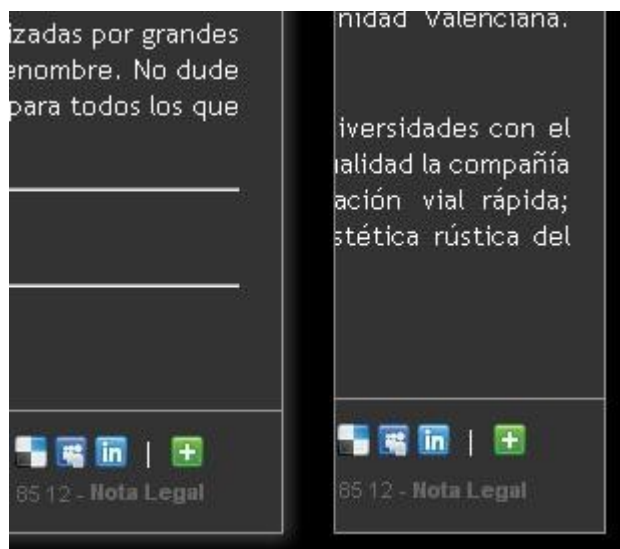 izadas por grandes
enombre. No dude
para todos los que
85 12 - Nota Legal
nidad Valenciana.
iversidades con el
ualidad la compañía
ación vial rápida;
stética rústica del
in
85 12 - Nota Legal
in